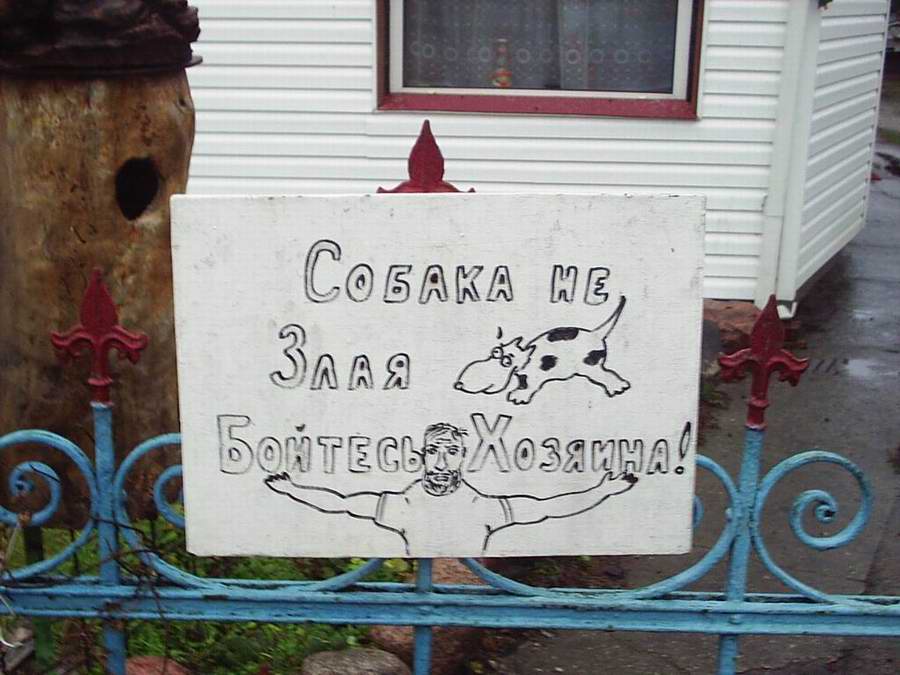 Собака не
Злая
Бойтесь Хозяина!